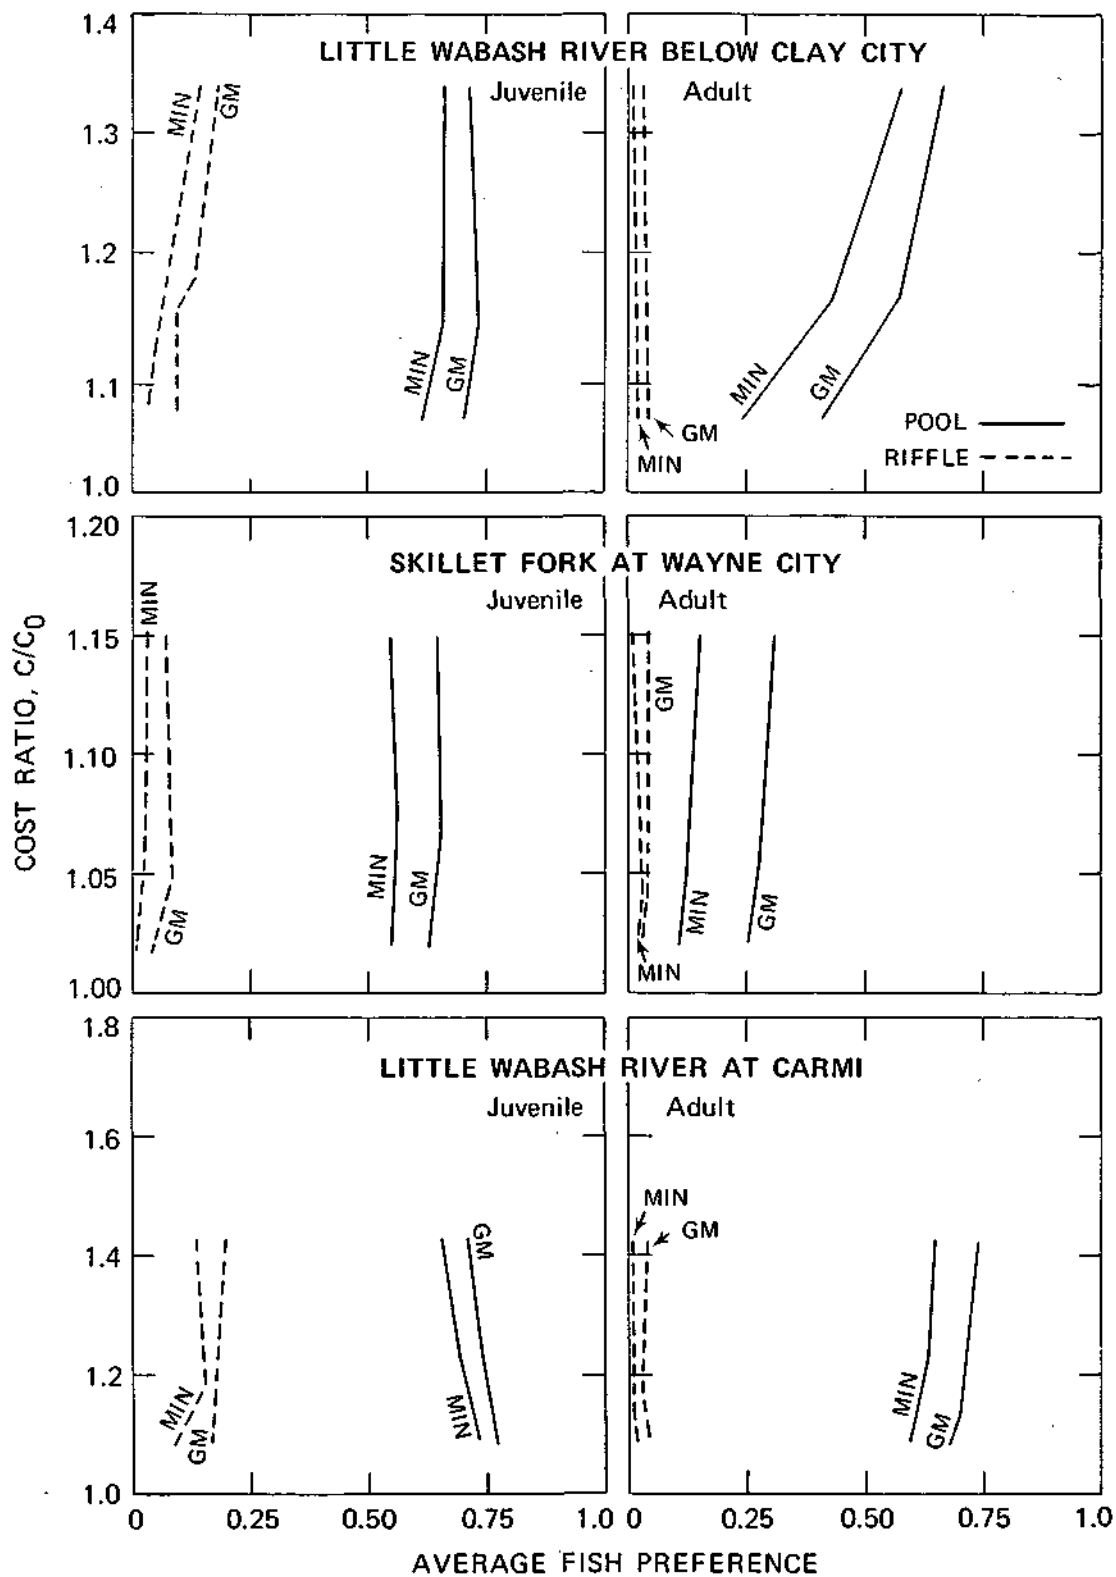 1.4
LITTLE WABASH RIVER BELOW CLAY CITY
Juvenile Adult
MIN GM
1.3
1.2
MIN GM MIN GM
1.1
POOL
GM
RIFFLE
MIN
1.0
1.20
SKILLET FORK AT WAYNE CITY
Juvenile Adult
MIN
1.15
GM
1.10
MIN GM
1.05
MIN GM
GM
MIN
1.00
COST RATIO, C/C0
1.8
LITTLE WABASH RIVER AT CARMI
Juvenile Adult
1.6
MIN
GM GM
1.4
1.2
MIN GM MIN MIN GM
1.0
0 0.25 0.50 0.75 1.0 0 0.25 0.50 0.75 1.0
AVERAGE FISH PREFERENCE